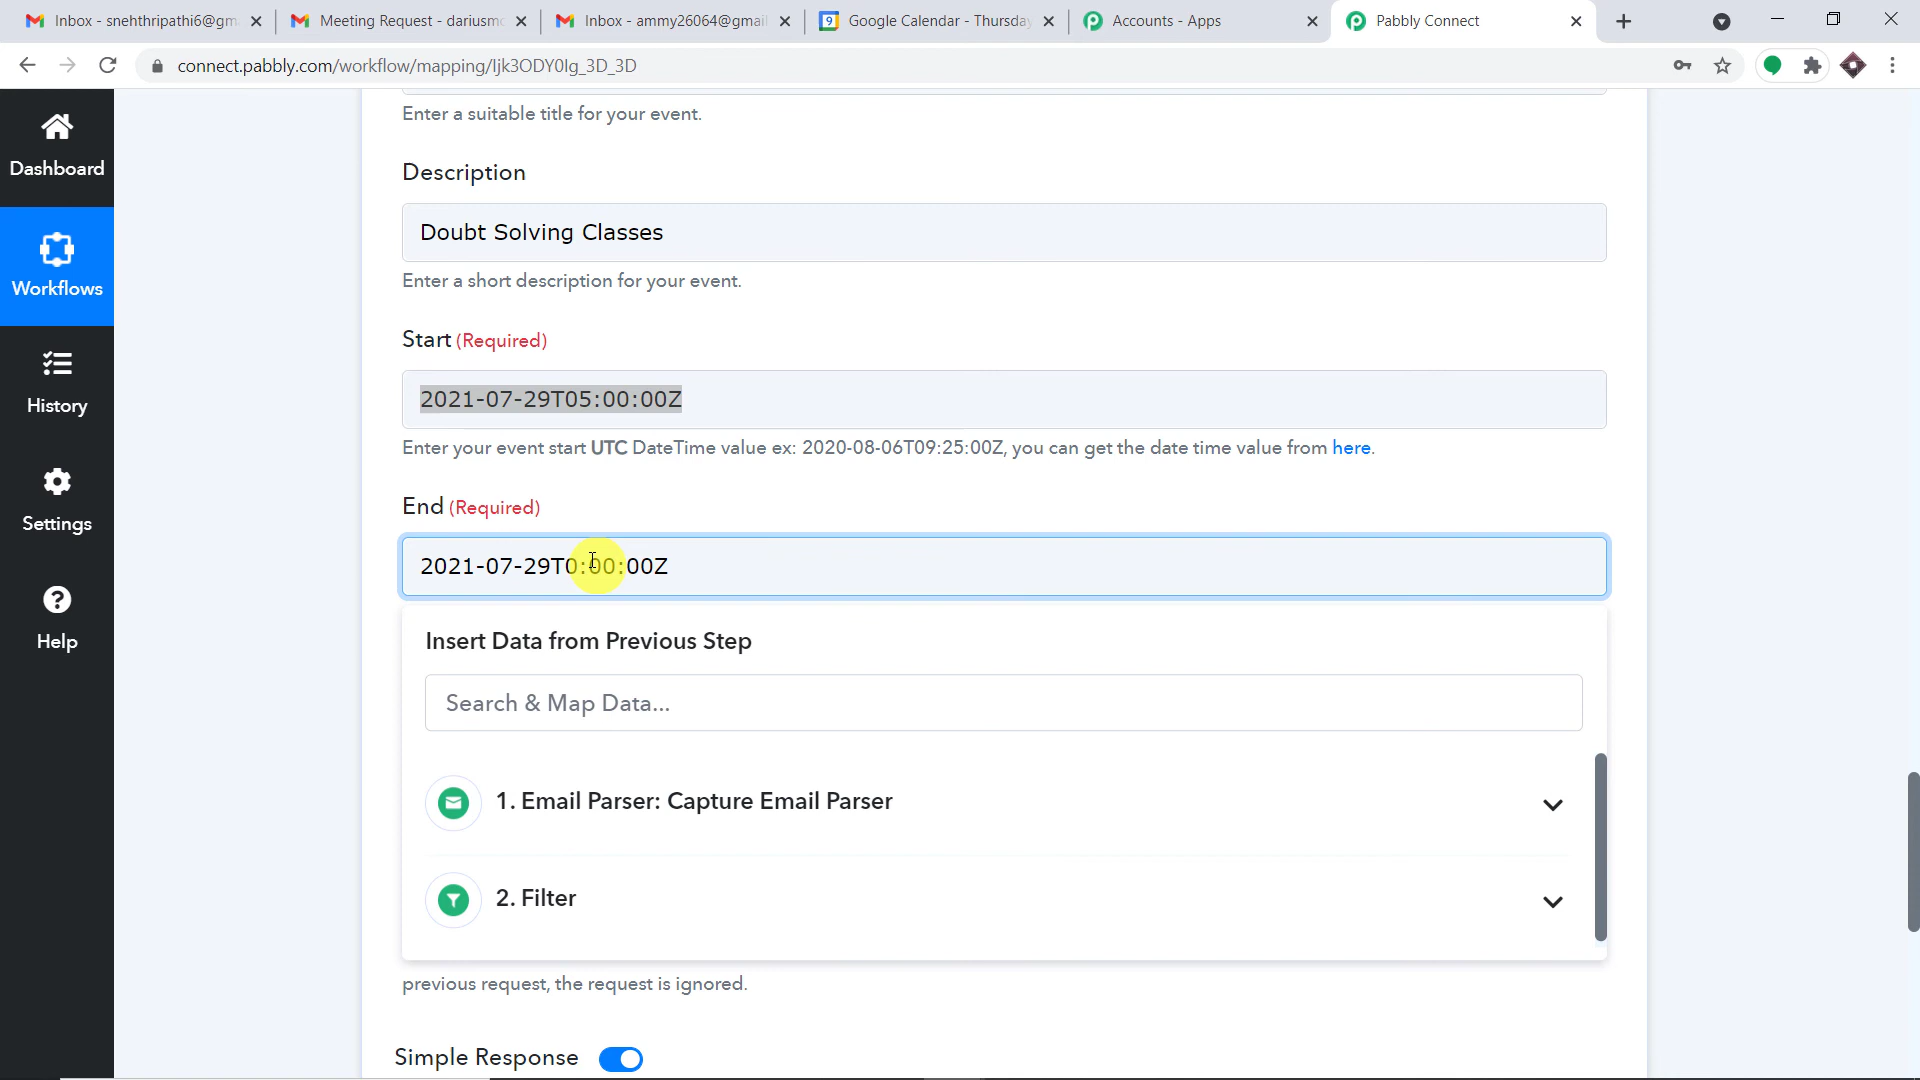 Inbox - snehthripathi6@gm
Meeting Request - dariusmc
Inbox - ammy26064@gmail
9
Google Calendar - Thursday
Accounts - Apps
Pabbly Connect
connect.pabbly.com/workflow/mapping/Ijk3ODY0Ig_3D_3D
Dashboard
Workflows
History
Settings
Help
Enter a suitable title for your event.
Description
Doubt Solving Classes
Enter a short description for your event.
Start (Required)
2021-07-29T05:00:00Z
Enter your event start UTC DateTime value ex: 2020-08-06T09:25:00Z, you can get the date time value from here.
End (Required)
2021-07-29T0:00:00Z
Insert Data from Previous Step
Search & Map Data...
1. Email Parser: Capture Email Parser
2. Filter
previous request, the request is ignored.
Simple Response